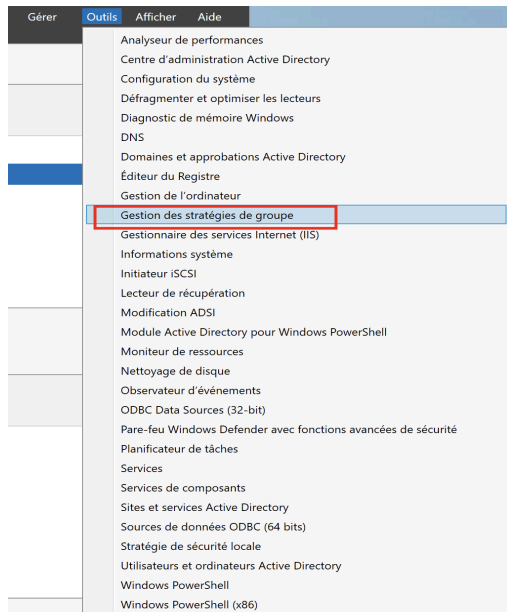 Gérer Outils Afficher Aide
Analyseur de performances
Centre d'administration Active Directory
Configuration du système
Défragmenter et optimiser les lecteurs
Diagnostic de mémoire Windows
DNS
Domaines et approbations Active Directory
Éditeur du Registre
Gestion de l'ordinateur
Gestion des stratégies de groupe
Gestionnaire des services Internet (IIS)
Informations système
Initiateur iSCSI
Lecteur de récupération
Modification ADSI
Module Active Directory pour Windows PowerShell
Moniteur de ressources
Nettoyage de disque
Observateur d'événements
ODBC Data Sources (32-bit)
Pare-feu Windows Defender avec fonctions avancées de sécurité
Planificateur de tâches
Services
Services de composants
Sites et services Active Directory
Sources de données ODBC (64 bits)
Stratégie de sécurité locale
Utilisateurs et ordinateurs Active Directory
Windows PowerShell
Windows PowerShell (x86)